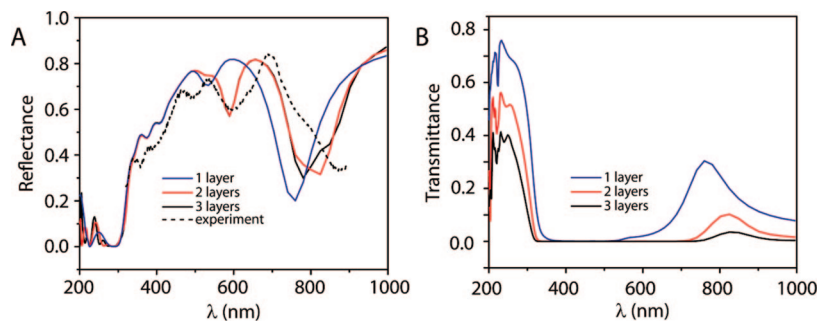 A
Reflectance
1.0
0.8
0.6
0.4
0.2
0.0
1 layer
2 layers
3 layers
experiment
200 400 600 800 1000
λ (nm)
B
Transmittance
0.8
0.6
0.4
0.2
0.0
1 layer
2 layers
3 layers
200 400 600 800 1000
λ (nm)